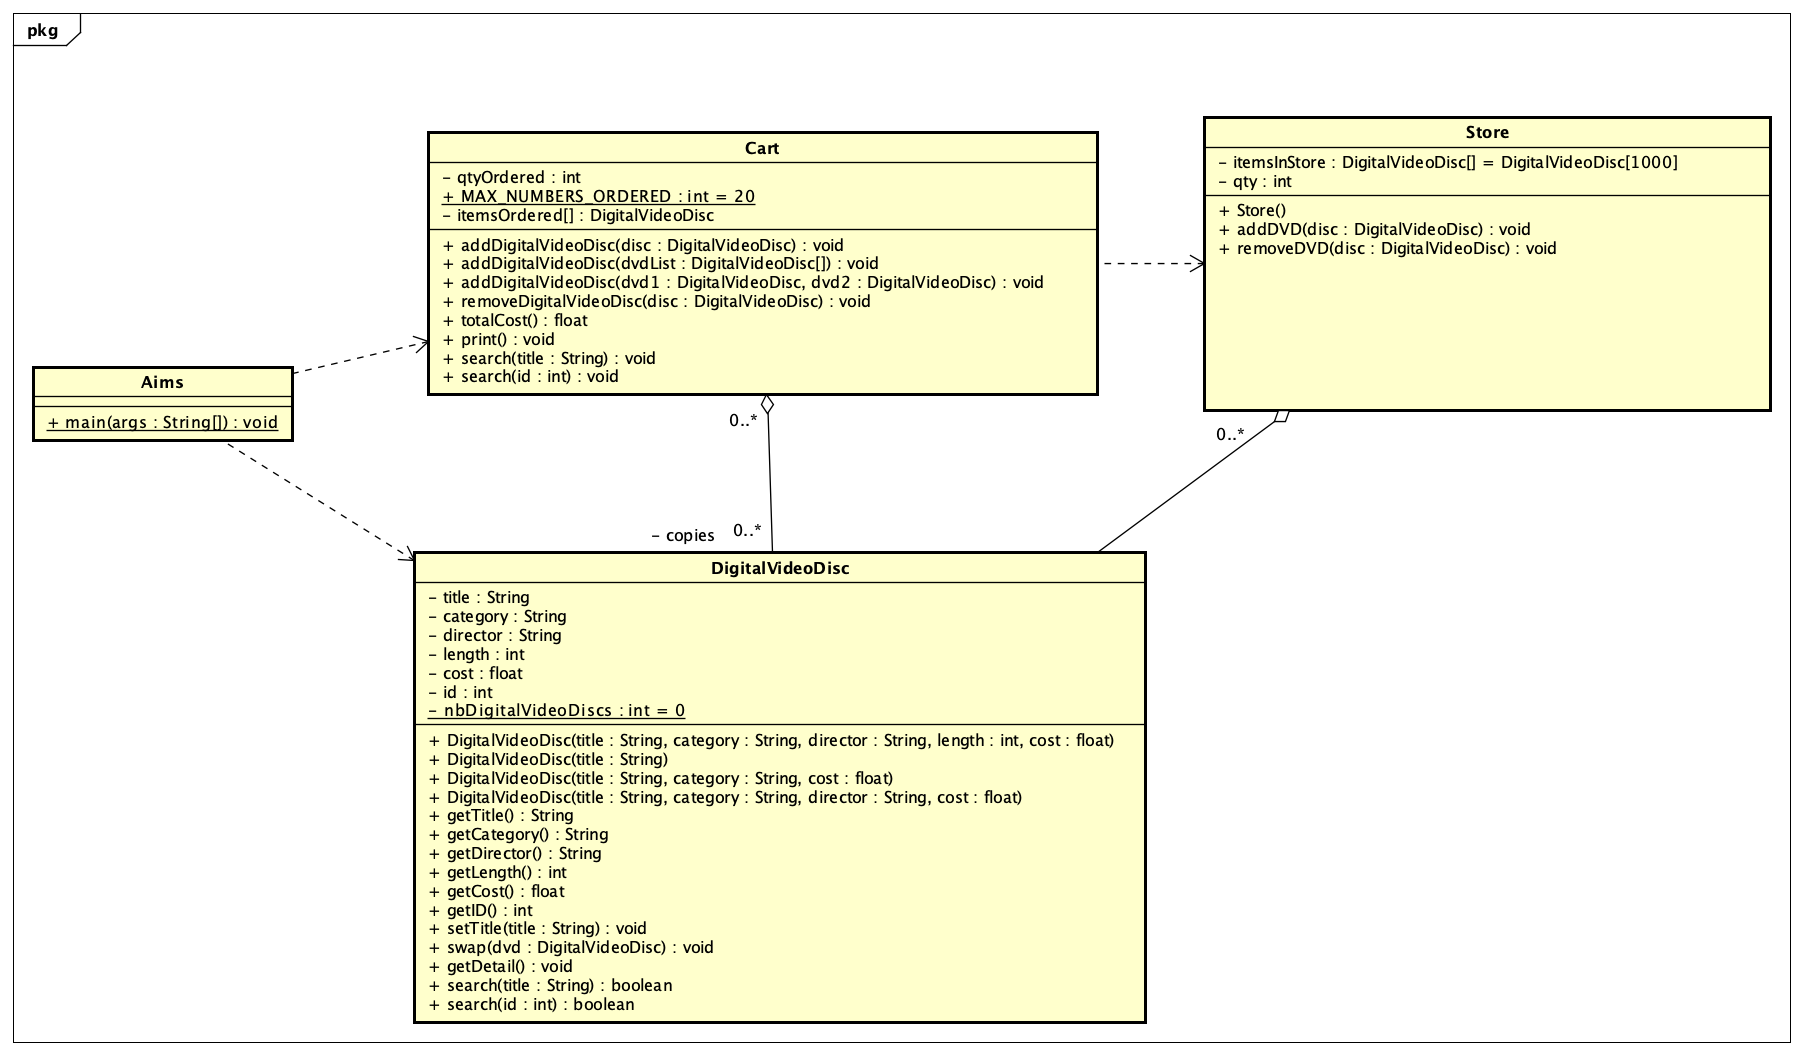 pkg
Cart
- qtyOrdered : int
+ MAX_NUMBERS_ORDERED : int = 20
- itemsOrdered[] : DigitalVideoDisc
+ addDigitalVideoDisc(disc : DigitalVideoDisc) : void
+ addDigitalVideoDisc(dvdList : DigitalVideoDisc[]) : void
+ addDigitalVideoDisc(dvd1 : DigitalVideoDisc, dvd2 : DigitalVideoDisc) : void
+ removeDigitalVideoDisc(disc : DigitalVideoDisc) : void
+ totalCost() : float
+ print() : void
+ search(title : String) : void
+ search(id : int) : void
Store
- itemsInStore : DigitalVideoDisc[] = DigitalVideoDisc[1000]
- qty : int
+ Store()
+ addDVD(disc : DigitalVideoDisc) : void
+ removeDVD(disc : DigitalVideoDisc) : void
Aims
+ main(args : String[]) : void
0..*
0..*
- copies
0..*
DigitalVideoDisc
- title : String
- category : String
- director : String
- length : int
- cost : float
- id : int
- nbDigitalVideoDiscs : int = 0
+ DigitalVideoDisc(title : String, category : String, director : String, length : int, cost : float)
+ DigitalVideoDisc(title : String)
+ DigitalVideoDisc(title : String, category : String, cost : float)
+ DigitalVideoDisc(title : String, category : String, director : String, cost : float)
+ getTitle() : String
+ getCategory() : String
+ getDirector() : String
+ getLength() : int
+ getCost() : float
+ getID() : int
+ setTitle(title : String) : void
+ swap(dvd : DigitalVideoDisc) : void
+ getDetail() : void
+ search(title : String) : boolean
+ search(id : int) : boolean